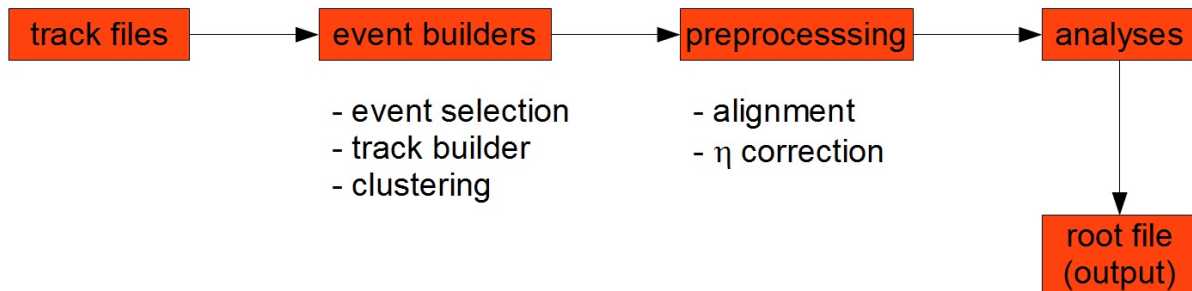 track files
event builders
preprocesssing
analyses
- event selection
- track builder
- clustering
- alignment
- η correction
root file
(output)